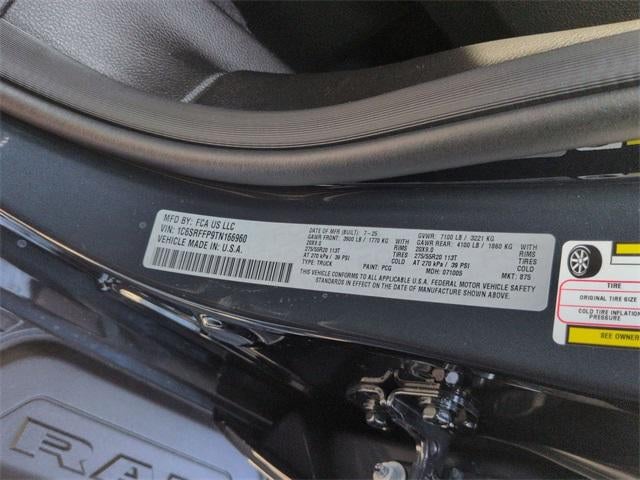 MFD BY: FCA US LLC
VIN: 1C6SRFFP9TN166960
VEHICLE MADE IN: U.S.A.
DATE OF MFR (BUILT): 7-25 GVWR: 7100 LB / 3221 KG
GAWR FRONT: 3900 LB / 1770 KG WITH GAWR REAR: 4100 LB / 1860 KG WITH
20X9.0 RIMS 20X9.0 RIMS
275/55R20 113T TIRES 275/55R20 113T TIRES
AT 270 kPa / 39 PSI COLD AT 270 kPa / 39 PSI COLD
TYPE: TRUCK PAINT: PCG MOH: 071005 MKT: 875
THIS VEHICLE CONFORMS TO ALL APPLICABLE U.S.A. FEDERAL MOTOR VEHICLE SAFETY
STANDARDS IN EFFECT ON THE DATE OF MANUFACTURE SHOWN ABOVE.
TIRE
ORIGINAL TIRE SIZE
COLD TIRE INFLATION
PRESSURE
SEE OWNER
RA